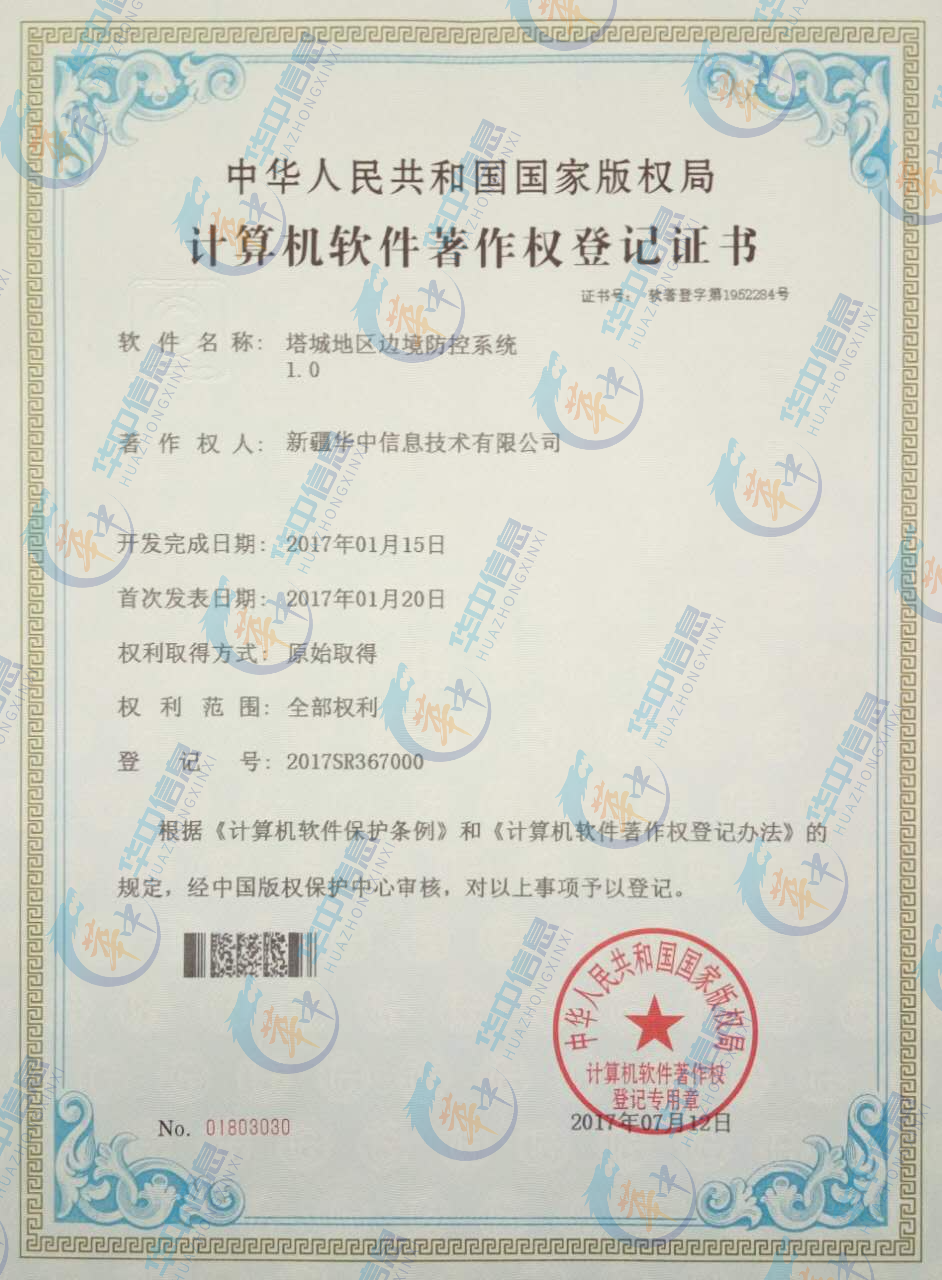 中华人民共和国国家版权局
计算机软件著作权登记证书
证书号： 软著登字第1952284号
软件名称： 塔城地区边境防控系统
1.0
著作权人： 新疆华中信息技术有限公司
开发完成日期： 2017年01月15日
首次发表日期： 2017年01月20日
权利取得方式： 原始取得
权利范围： 全部权利
登记号： 2017SR367000
根据《计算机软件保护条例》和《计算机软件著作权登记办法》的
规定，经中国版权保护中心审核，对以上事项予以登记。
中华人民共和国国家版权局
计算机软件著作权
登记专用章
2017年07月12日
No. 01803030
华中信息
HUAZHONGXINXI
华中